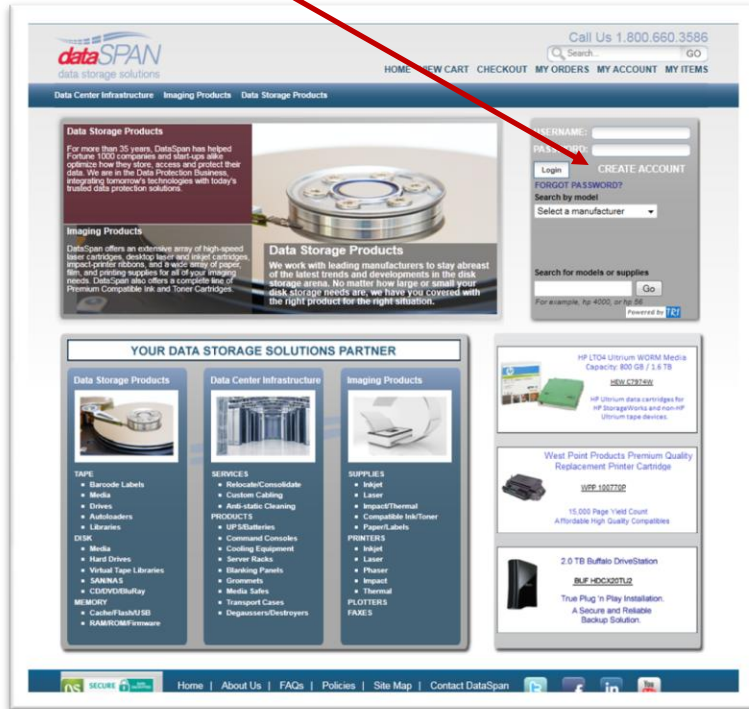 Call Us 1.800.660.3586
dataSPAN
data storage solutions
Search...
GO
HOME VIEW CART CHECKOUT MY ORDERS MY ACCOUNT MY ITEMS
Data Center Infrastructure Imaging Products Data Storage Products
Data Storage Products
For more than 35 years, DataSpan has helped
Fortune 1000 companies and start-ups alike
optimize how they store, access and protect their
data. We are in the Data Protection Business,
integrating tomorrow's technologies with today's
trusted data protection solutions.
Imaging Products
DataSpan offers an extensive array of high-speed
laser cartridges, desktop laser and inkjet cartridges,
impact-printer ribbons, and a wide array of paper,
film, and printing supplies for all of your imaging
needs. DataSpan also offers a complete line of
Premium Compatible Ink and Toner Cartridges.
Data Storage Products
We work with leading manufacturers to stay abreast
of the latest trends and developments in the disk
storage arena. No matter how large or small your
disk storage needs are, we have you covered with
the right product for the right situation.
USERNAME:
PASSWORD:
Login
CREATE ACCOUNT
FORGOT PASSWORD?
Search by model
Select a manufacturer
Search for models or supplies
Go
For example, hp 4000, or hp 56
Powered by TRI
YOUR DATA STORAGE SOLUTIONS PARTNER
Data Storage Products
TAPE
Barcode Labels
Media
Drives
Autoloaders
Libraries
DISK
Media
Hard Drives
Virtual Tape Libraries
SAN/NAS
CD/DVD/BluRay
MEMORY
Cache/Flash/USB
RAM/ROM/Firmware
Data Center Infrastructure
SERVICES
Relocate/Consolidate
Custom Cabling
Anti-static Cleaning
PRODUCTS
UPS/Batteries
Command Consoles
Cooling Equipment
Server Racks
Blanking Panels
Grommets
Media Safes
Transport Cases
Degaussers/Destroyers
Imaging Products
SUPPLIES
Inkjet
Laser
Impact/Thermal
Compatible Ink/Toner
Paper/Labels
PRINTERS
Inkjet
Laser
Phaser
Impact
Thermal
PLOTTERS
FAXES
HP LTO4 Ultrium WORM Media
Capacity: 800 GB / 1.6 TB
HEW C7974W
HP Ultrium data cartridges for
HP StorageWorks and non-HP
Ultrium tape devices.
West Point Products Premium Quality
Replacement Printer Cartridge
WPP 100770P
15,000 Page Yield Count
Affordable High Quality Compatibles
2.0 TB Buffalo DriveStation
BUF HDCX20TU2
True Plug 'n Play Installation.
A Secure and Reliable
Backup Solution.
SECURE
Home | About Us | FAQs | Policies | Site Map | Contact DataSpan
You